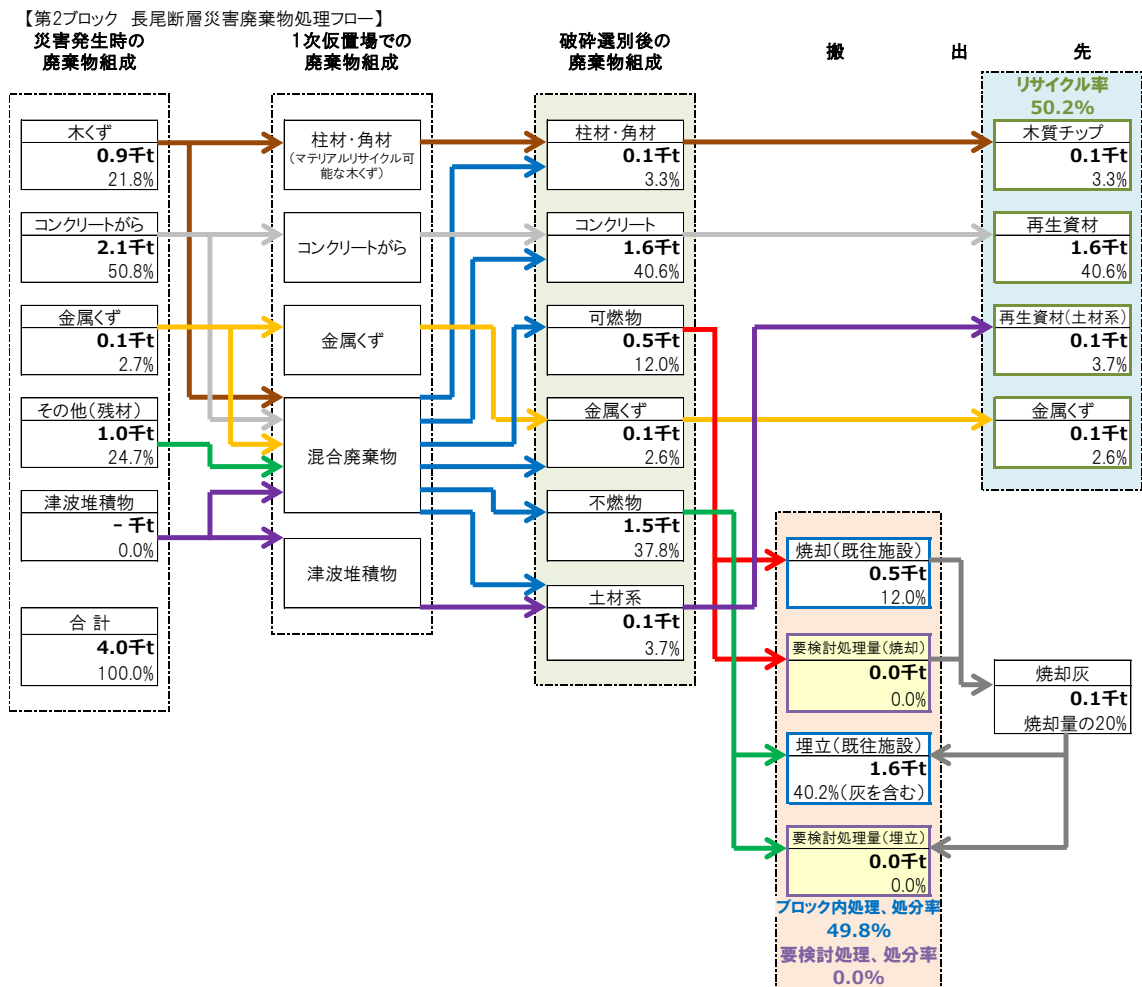 【第2ブロック 長尾断層災害廃棄物処理フロー】
災害発生時の
廃棄物組成
1次仮置場での
廃棄物組成
破砕選別後の
廃棄物組成
搬 出 先
木くず
0.9千t
21.8%
コンクリートがら
2.1千t
50.8%
金属くず
0.1千t
2.7%
その他(残材)
1.0千t
24.7%
津波堆積物
- 千t
0.0%
合 計
4.0千t
100.0%
柱材・角材
(マテリアルリサイクル可
能な木くず)
コンクリートがら
金属くず
混合廃棄物
津波堆積物
柱材・角材
0.1千t
3.3%
コンクリート
1.6千t
40.6%
可燃物
0.5千t
12.0%
金属くず
0.1千t
2.6%
不燃物
1.5千t
37.8%
土材系
0.1千t
3.7%
リサイクル率
50.2%
木質チップ
0.1千t
3.3%
再生資材
1.6千t
40.6%
再生資材(土材系)
0.1千t
3.7%
金属くず
0.1千t
2.6%
焼却(既往施設)
0.5千t
12.0%
要検討処理量(焼却)
0.0千t
0.0%
埋立(既往施設)
1.6千t
40.2%(灰を含む)
要検討処理量(埋立)
0.0千t
0.0%
ブロック内処理、処分率
49.8%
要検討処理、処分率
0.0%
焼却灰
0.1千t
焼却量の20%